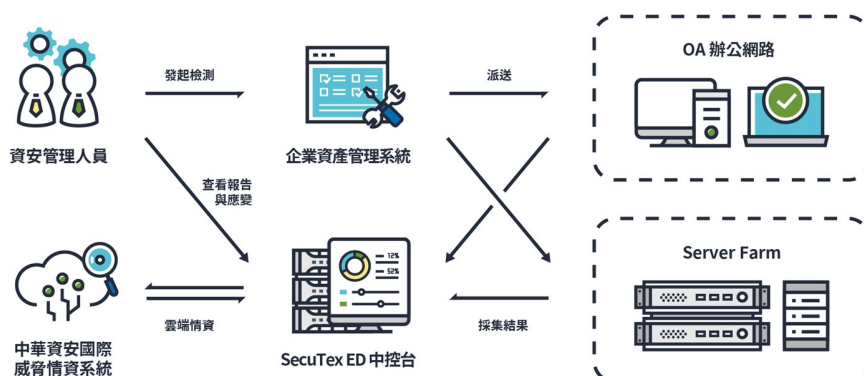 OA 辦公網路
發起檢測
派送
資安管理人員
企業資產管理系統
查看報告
與應變
Server Farm
12%
52%
雲端情資
採集結果
中華資安國際
威脅情資系統
SecuTex ED 中控台